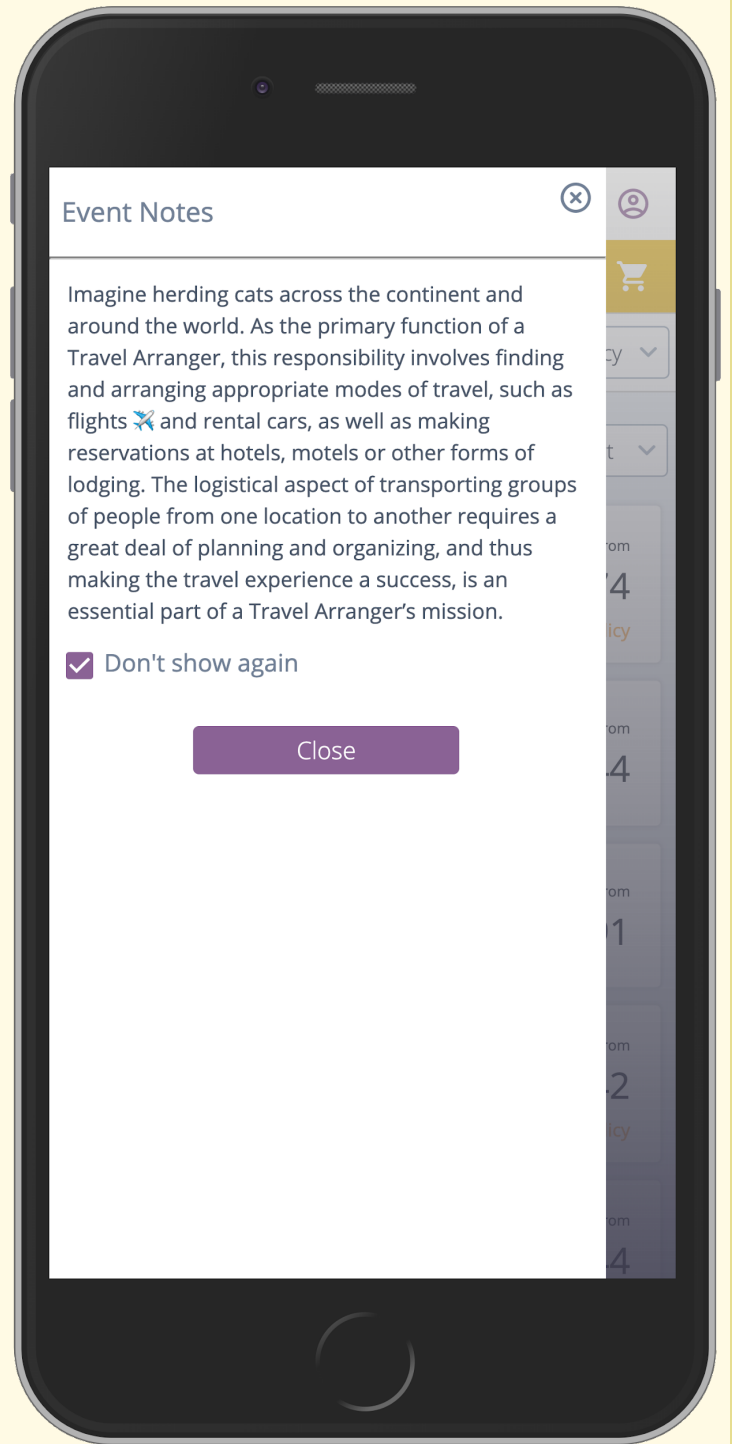 Event Notes
Imagine herding cats across the continent and
around the world. As the primary function of a
Travel Arranger, this responsibility involves finding
and arranging appropriate modes of travel, such as
flights ✈️ and rental cars, as well as making
reservations at hotels, motels or other forms of
lodging. The logistical aspect of transporting groups
of people from one location to another requires a
great deal of planning and organizing, and thus
making the travel experience a success, is an
essential part of a Travel Arranger’s mission.
Don't show again
Close